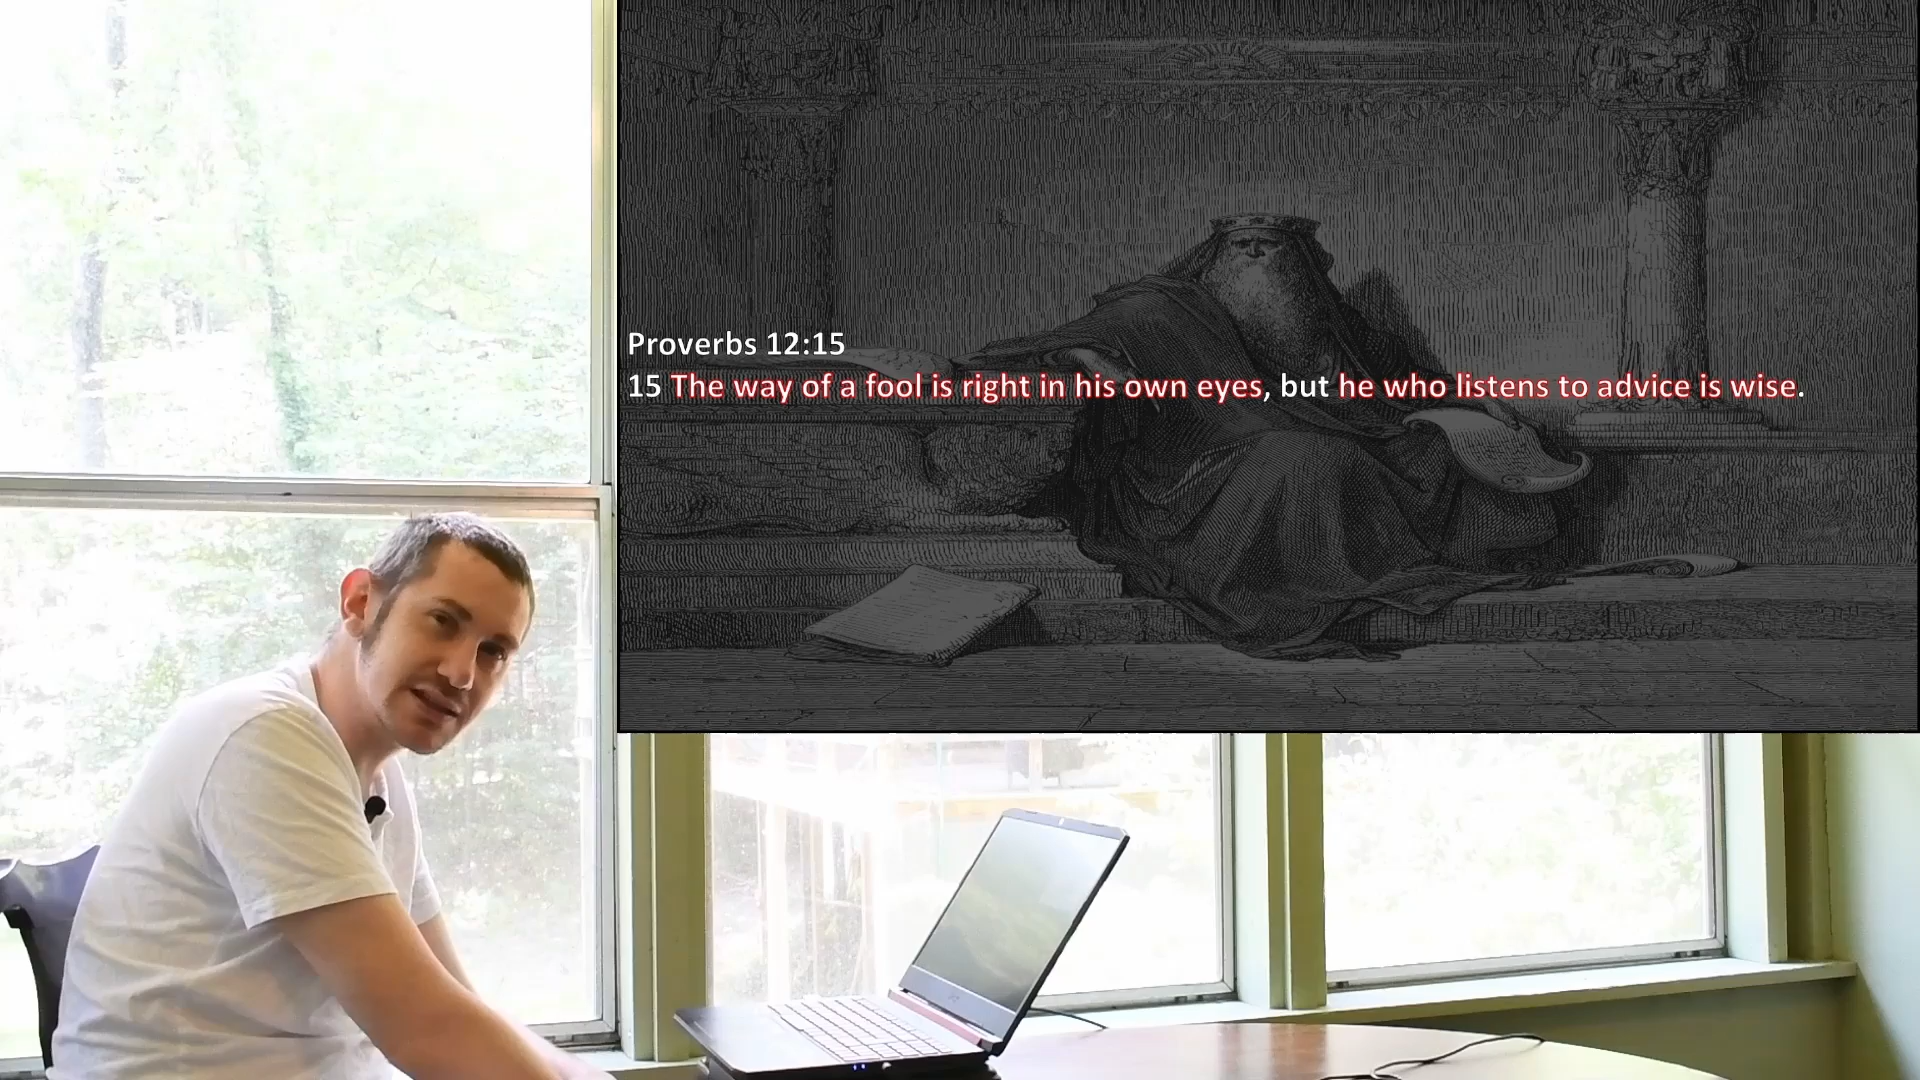 Proverbs 12:15
15 The way of a fool is right in his own eyes, but he who listens to advice is wise.